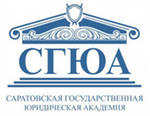 СГЮА
САРАТОВСКАЯ ГОСУДАРСТВЕННАЯ
ЮРИДИЧЕСКАЯ АКАДЕМИЯ